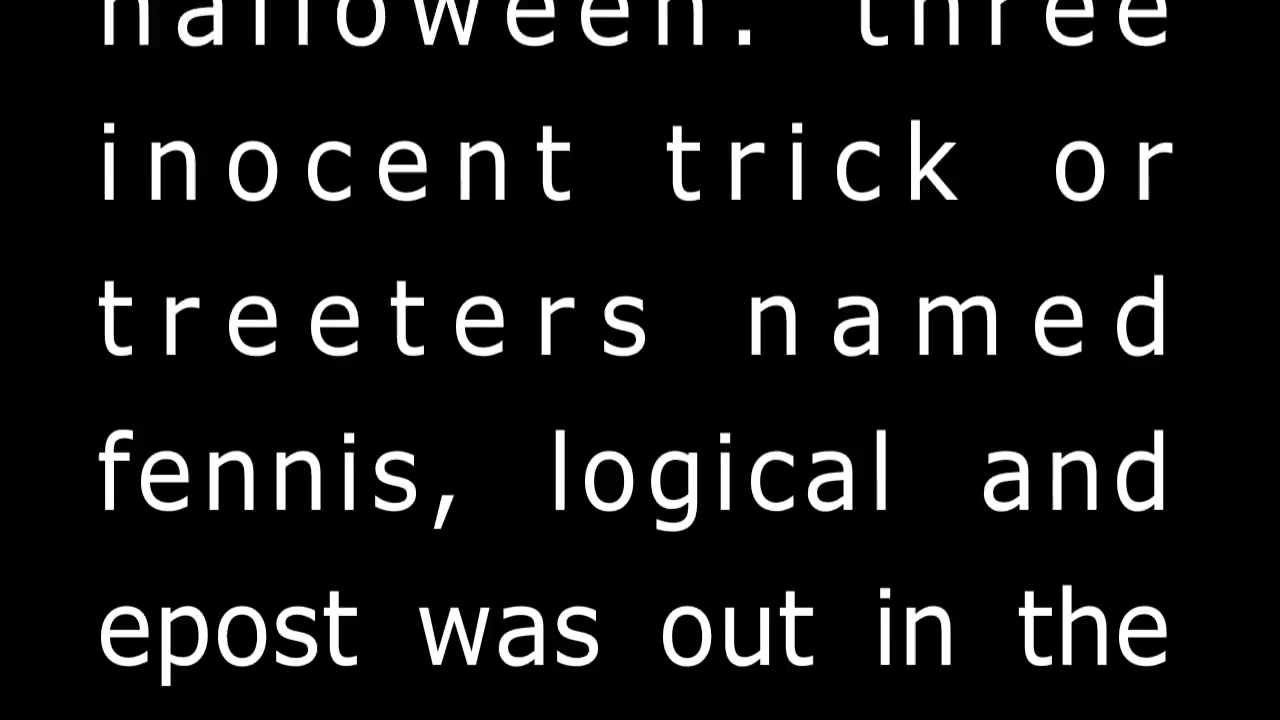 halloween. three
inocent trick or
treeters named
fennis, logical and
epost was out in the